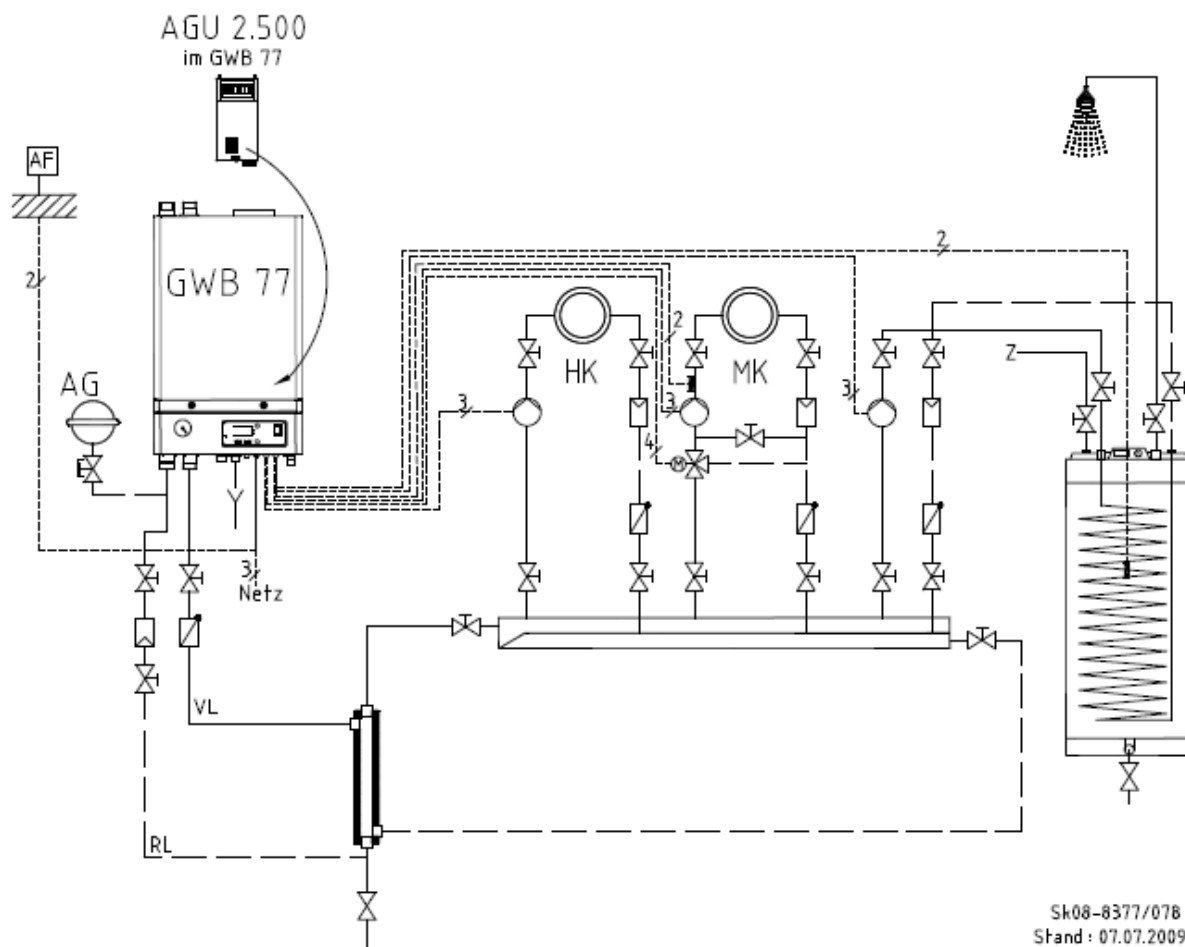 AGU 2.500
im GWB 77
AF
2
GWB 77
2
2
HK
MK
Z
AG
3
3
3
4
M
3
Netz
VL
RL
Sk08-8377/078
Stand : 07.07.2009